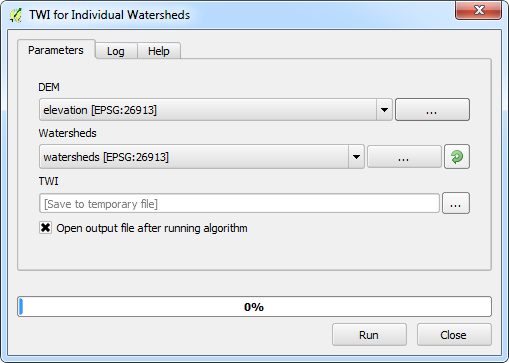 TWI for Individual Watersheds
Parameters Log Help
DEM
elevation [EPSG:26913] ...
Watersheds
watersheds [EPSG:26913] ...
TWI
[Save to temporary file] ...
Open output file after running algorithm
0%
Run Close